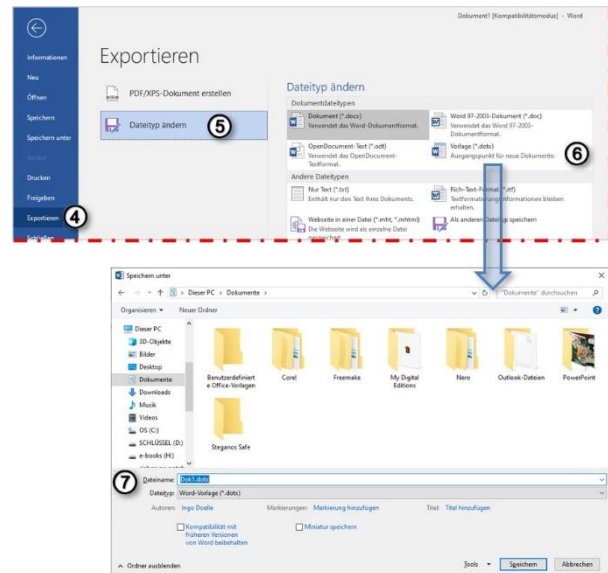 Dokument1 [Kompatibilitätsmodus] - Word
Informationen
Neu
Öffnen
Speichern
Speichern unter
Drucken
Freigeben
Exportieren
④
Schließen
Exportieren
PDF/XPS-Dokument erstellen
Dateityp ändern
⑤
Dateityp ändern
Dokumentdateitypen
Dokument (*.docx)
Verwendet das Word-Dokumentformat.
Word 97-2003-Dokument (*.doc)
Verwendet das Word 97-2003-
Dokumentformat.
OpenDocument-Text (*.odt)
Verwendet das OpenDocument-
Textformat.
Vorlage (*.dotx)
Ausgangspunkt für neue Dokumente.
⑥
Andere Dateitypen
Nur Text (*.txt)
Enthält nur den Text Ihres Dokuments.
Rich-Text-Format (*.rtf)
Textformatierungsinformationen bleiben
erhalten.
Webseite in einer Datei (*.mht, *.mhtml)
Die Webseite wird als einzelne Datei
gespeichert.
Als anderen Dateityp speichern
Speichern unter
Dieser PC › Dokumente ›
"Dokumente" durchsuchen
Organisieren
Neuer Ordner
Dieser PC
3D-Objekte
Bilder
Desktop
Dokumente
Downloads
Musik
Videos
OS (C:)
SCHLÜSSEL (D:)
e-books (H:)
Benutzerdefiniert
e Office-Vorlagen
Corel
Freemake
My Digital
Editions
Nero
Outlook-Dateien
PowerPoint
Steganos Safe
⑦
Dateiname: Dok1.dotx
Dateityp: Word-Vorlage (*.dotx)
Autoren: Ingo Doelle
Markierungen: Markierung hinzufügen
Titel: Titel hinzufügen
Kompatibilität mit
früheren Versionen
von Word beibehalten
Miniatur speichern
Ordner ausblenden
Tools
Speichern
Abbrechen